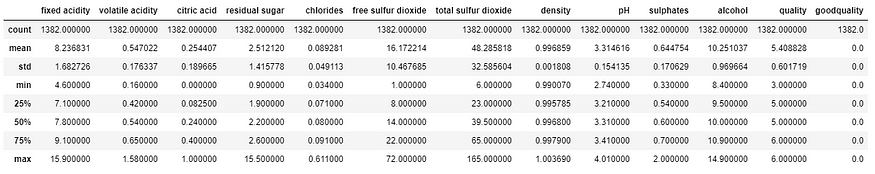 fixed acidity volatile acidity citric acid residual sugar chlorides free sulfur dioxide total sulfur dioxide density pH sulphates alcohol quality goodquality
count 1382.000000 1382.000000 1382.000000 1382.000000 1382.000000 1382.000000 1382.000000 1382.000000 1382.000000 1382.000000 1382.000000 1382.000000 1382.0
mean 8.236831 0.547022 0.254407 2.512120 0.089281 16.172214 48.285818 0.996859 3.314616 0.644754 10.251037 5.408828 0.0
std 1.682726 0.176337 0.189665 1.415778 0.049113 10.467685 32.585604 0.001808 0.154135 0.170629 0.969664 0.601719 0.0
min 4.600000 0.160000 0.000000 0.900000 0.034000 1.000000 6.000000 0.990070 2.740000 0.330000 8.400000 3.000000 0.0
25% 7.100000 0.420000 0.082500 1.900000 0.071000 8.000000 23.000000 0.995785 3.210000 0.540000 9.500000 5.000000 0.0
50% 7.800000 0.540000 0.240000 2.200000 0.080000 14.000000 39.500000 0.996800 3.310000 0.600000 10.000000 5.000000 0.0
75% 9.100000 0.650000 0.400000 2.600000 0.091000 22.000000 65.000000 0.997900 3.410000 0.700000 10.900000 6.000000 0.0
max 15.900000 1.580000 1.000000 15.500000 0.611000 72.000000 165.000000 1.003690 4.010000 2.000000 14.900000 6.000000 0.0